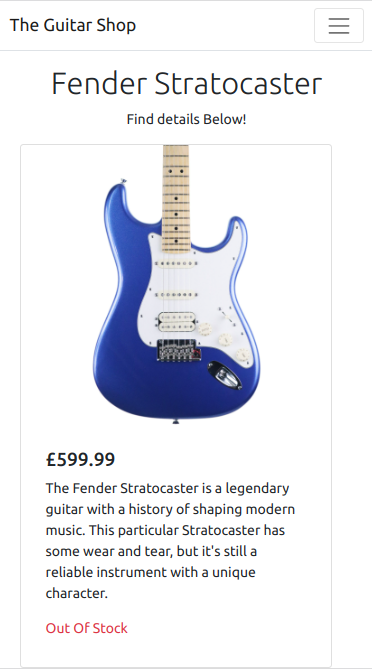 The Guitar Shop
Fender Stratocaster
Find details Below!
£599.99
The Fender Stratocaster is a legendary
guitar with a history of shaping modern
music. This particular Stratocaster has
some wear and tear, but it's still a
reliable instrument with a unique
character.
Out Of Stock